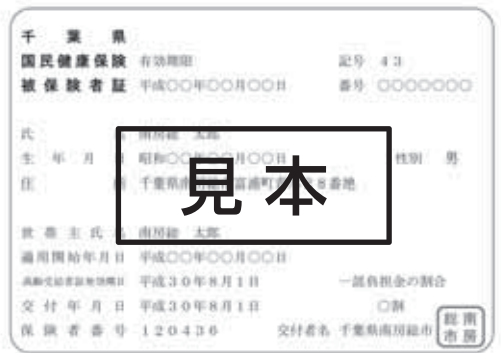 千葉県
国民健康保険 有効期限 記号 43
被保険者証 平成〇〇年〇〇月〇〇日 番号 〇〇〇〇〇〇〇
氏 南房総 太郎
生年月日 昭和〇〇年〇〇月〇〇日 性別 男
住 千葉県南 富浦町 8番地
見本
世帯主氏名 南房総 太郎
適用開始年月日 平成〇〇年〇〇月〇〇日
高齢受給者証発効期日 平成30年8月1日 一部負担金の割合
交付年月日 平成30年8月1日 〇割
保険者番号 120436 交付者名 千葉県南房総市
南房総市